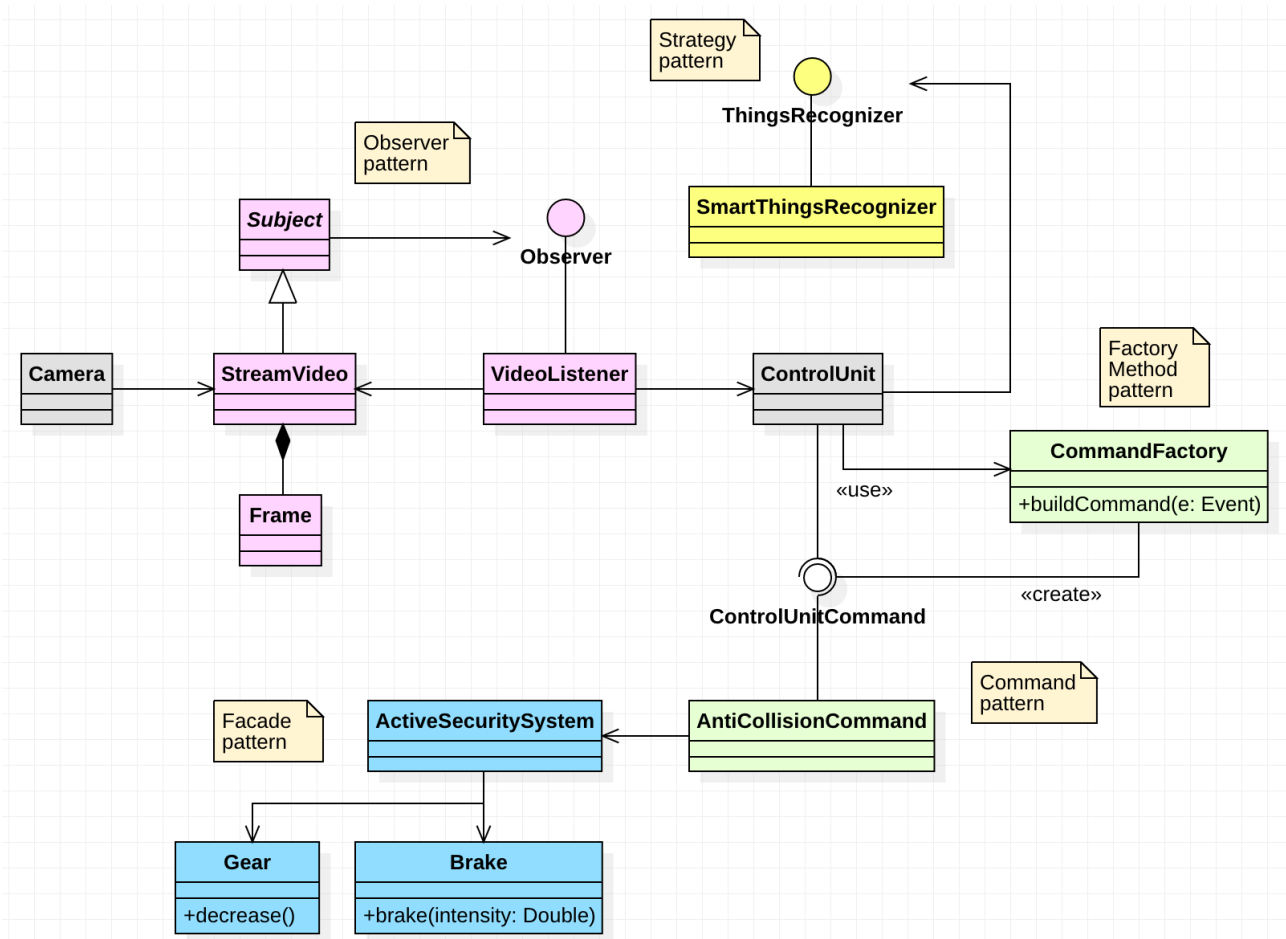 Strategy
pattern
ThingsRecognizer
Observer
pattern
SmartThingsRecognizer
Subject
Observer
Factory
Method
pattern
Camera
StreamVideo
VideoListener
ControlUnit
CommandFactory
+buildCommand(e: Event)
«use»
Frame
«create»
ControlUnitCommand
Command
pattern
Facade
pattern
ActiveSecuritySystem
AntiCollisionCommand
Gear
+decrease()
Brake
+brake(intensity: Double)